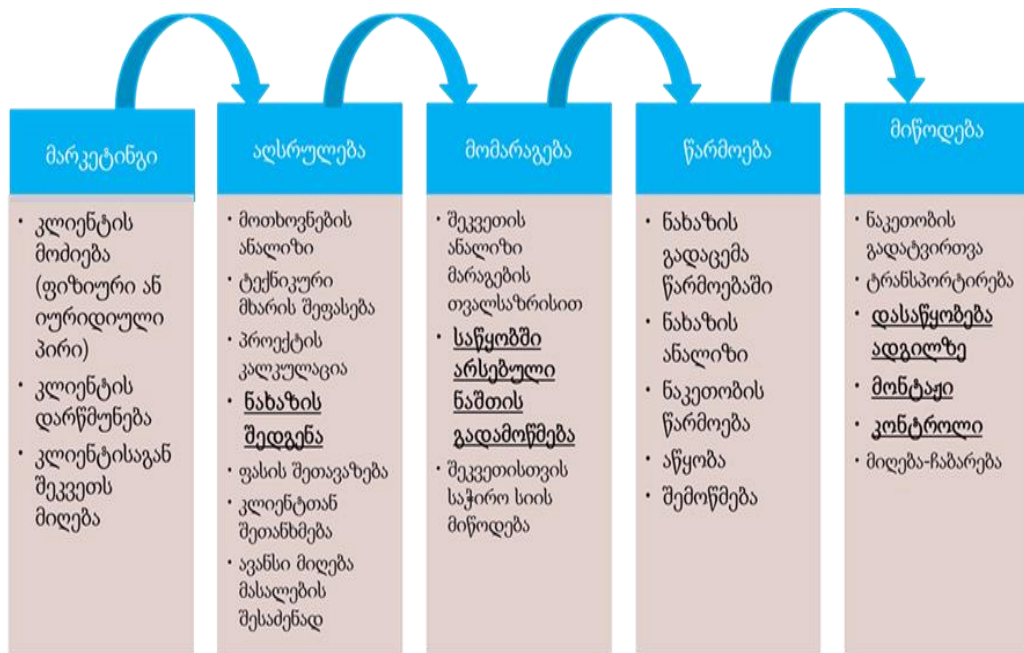 მარკეტინგი
• კლიენტის
მოძიება
(ფიზიური ან
იურიდიული
პირი)
• კლიენტის
დარწმუნება
• კლიენტისაგან
შეკვეთს
მიღება
აღსრულება
• მოთხოვნების
ანალიზი
• ტექნიკური
მხარის შეფასება
• პროექტის
კალკულაცია
• ნახაზის
შედგენა
• ფასის შეთავაზება
• კლიენტთან
შეთანხმება
• ავანსი მიღება
მასალების
შესაძენად
მომარაგება
• შეკვეთის
ანალიზი
მარაგების
თვალსაზრისით
• საწყობში
არსებული
ნაშთის
გადამოწმება
• შეკვეთისთვის
საჭირო სიის
მიწოდება
წარმოება
• ნახაზის
გადაცემა
წარმოებაში
• ნახაზის
ანალიზი
• ნაკეთობის
წარმოება
• აწყობა
• შემოწმება
მიწოდება
• ნაკეთობის
გადატვირთვა
• ტრანსპორტირება
• დასაწყობება
ადგილზე
• მონტაჟი
• კონტროლი
• მიღება-ჩაბარება